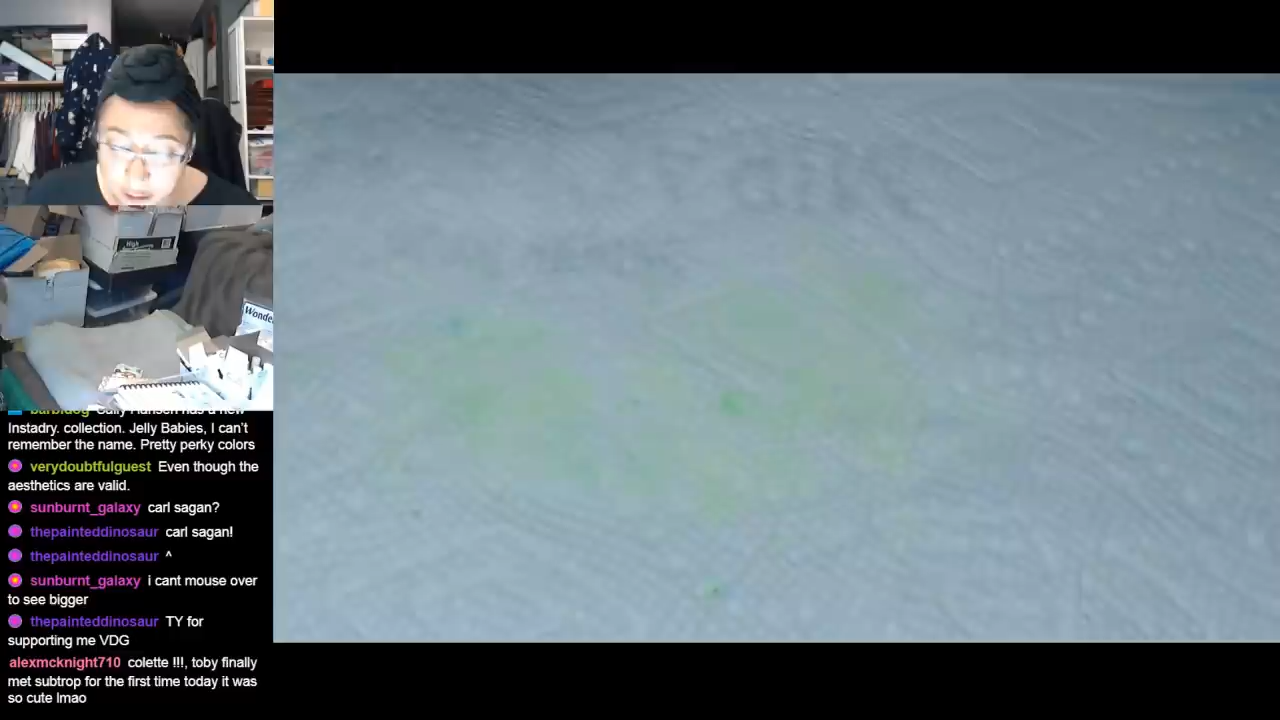 High
Wonde
Instadry. collection. Jelly Babies, I can't
remember the name. Pretty perky colors
verydoubtfulguest Even though the
aesthetics are valid.
sunburnt_galaxy carl sagan?
thepainteddinosaur carl sagan!
thepainteddinosaur ^
sunburnt_galaxy i cant mouse over
to see bigger
thepainteddinosaur TY for
supporting me VDG
alexmcknight710 colette !!!, toby finally
met subtrop for the first time today it was
so cute lmao